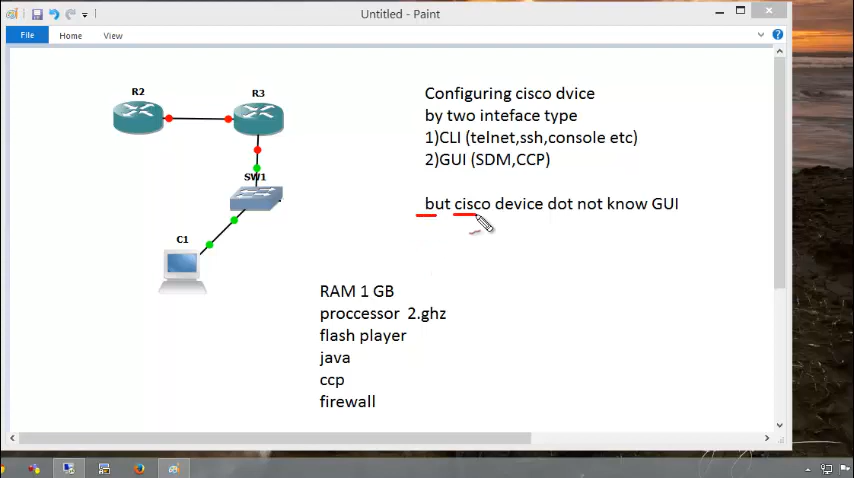 Untitled - Paint
File
Home
View
R2
R3
SW1
C1
Configuring cisco dvice
by two inteface type
1)CLI (telnet,ssh,console etc)
2)GUI (SDM,CCP)
but cisco device dot not know GUI
RAM 1 GB
proccessor 2.ghz
flash player
java
ccp
firewall